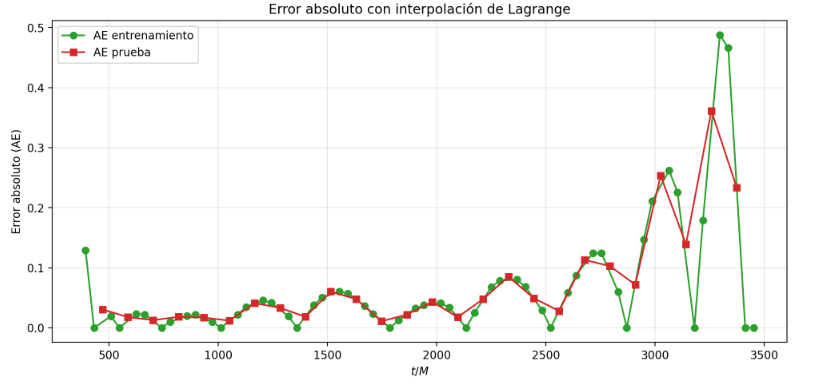 Error absoluto con interpolación de Lagrange
AE entrenamiento
AE prueba
Error absoluto (AE)
0.5
0.4
0.3
0.2
0.1
0.0
500 1000 1500 2000 2500 3000 3500
t/M